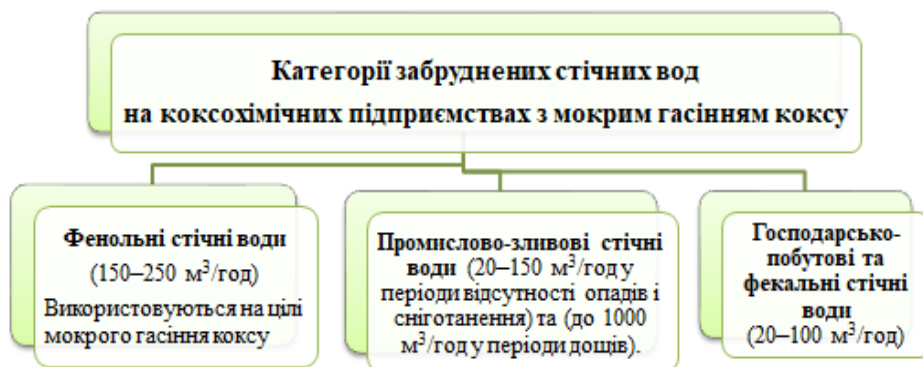 Категорії забруднених стічних вод
на коксохімічних підприємствах з мокрим гасінням коксу
Фенольні стічні води
(150–250 м³/год)
Використовуються на цілі
мокрого гасіння коксу
Промислово-зливові стічні
води (20–150 м³/год у
періоди відсутності опадів і
сніготанення) та (до 1000
м³/год у періоди дощів).
Господарсько-
побутові та
фекальні стічні
води
(20–100 м³/год)